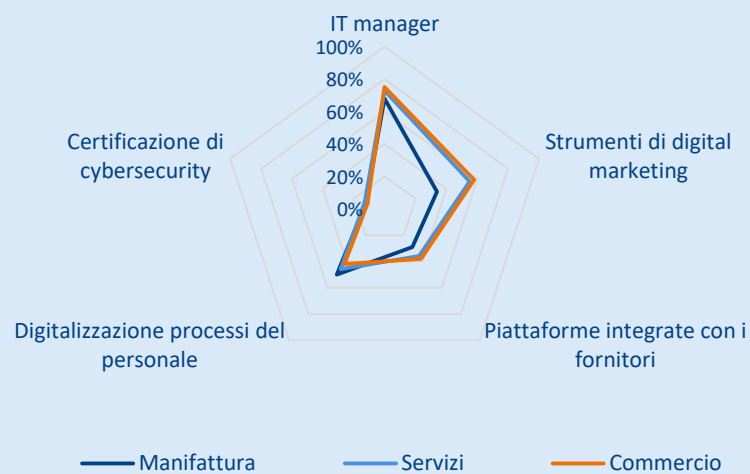 IT manager
100%
80%
60%
40%
20%
0%
Strumenti di digital
marketing
Piattaforme integrate con i
fornitori
Digitalizzazione processi del
personale
Certificazione di
cybersecurity
Manifattura
Servizi
Commercio